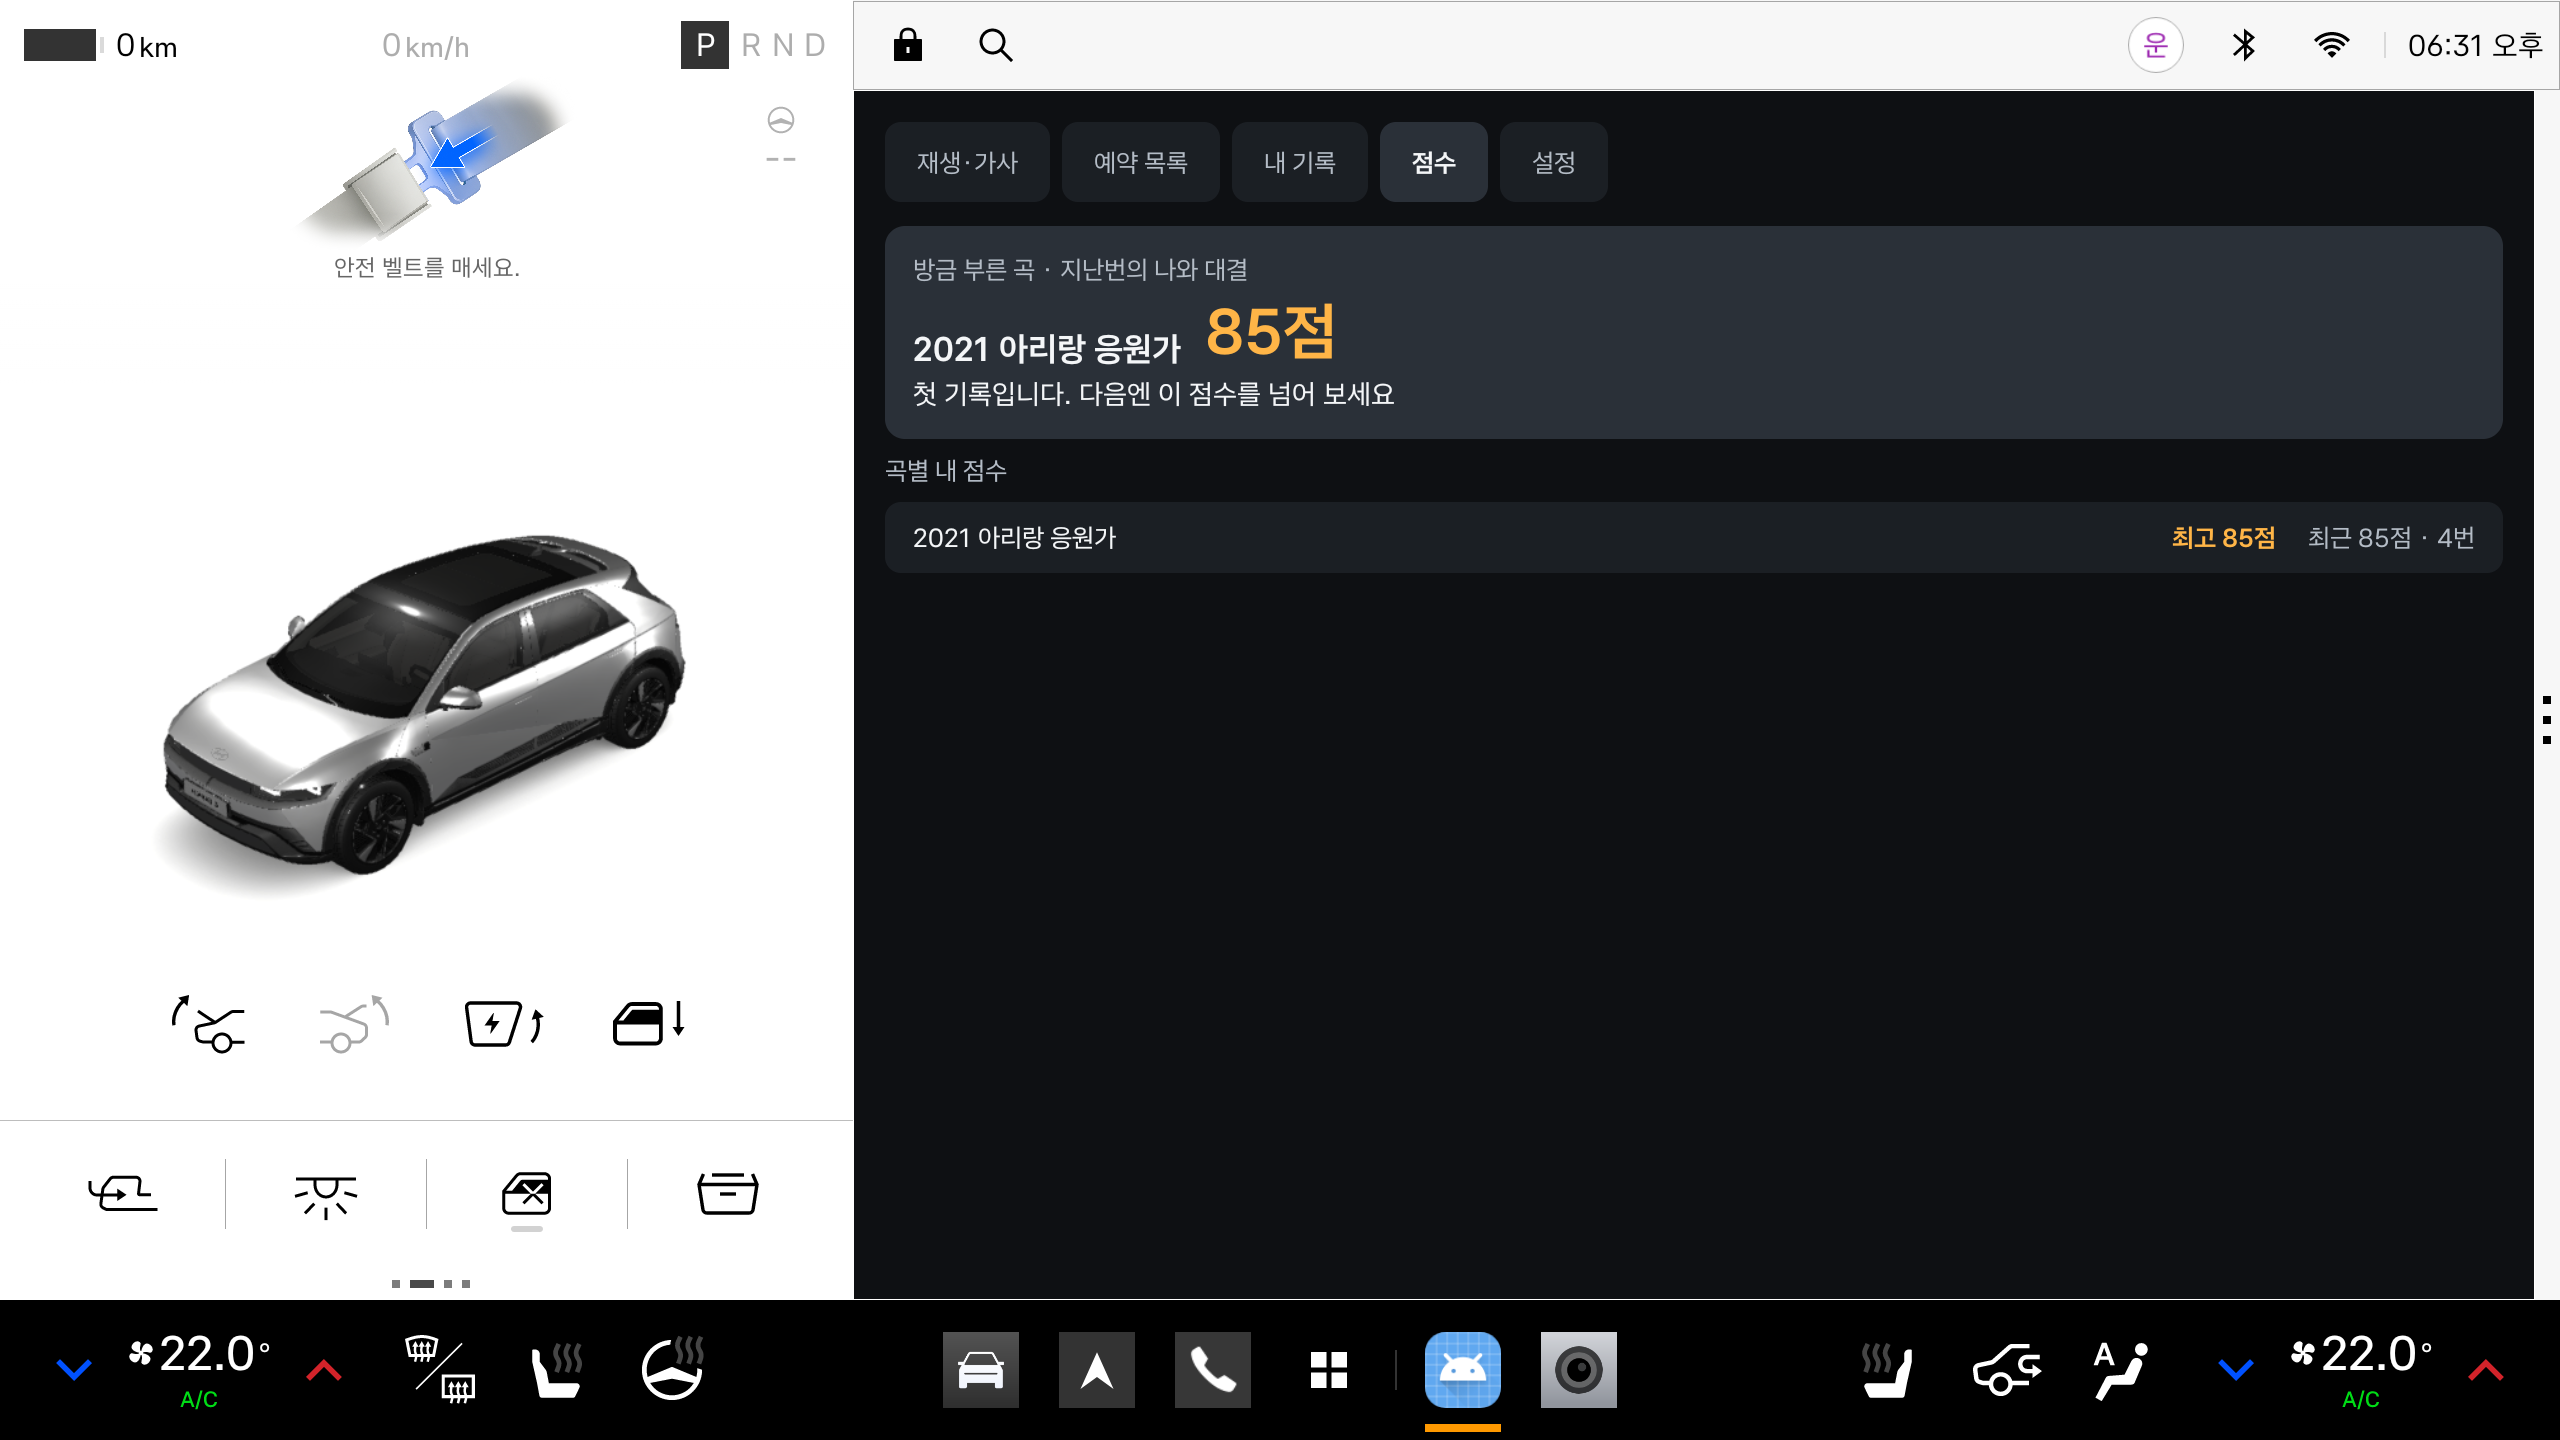 0 km
0 km/h
P R N D
안전 벨트를 매세요.
운
06:31 오후
재생·가사
예약 목록
내 기록
점수
설정
방금 부른 곡 · 지난번의 나와 대결
2021 아리랑 응원가 85점
첫 기록입니다. 다음엔 이 점수를 넘어 보세요
곡별 내 점수
2021 아리랑 응원가 최고 85점 최근 85점 · 4번
22.0°
A/C
A
22.0°
A/C